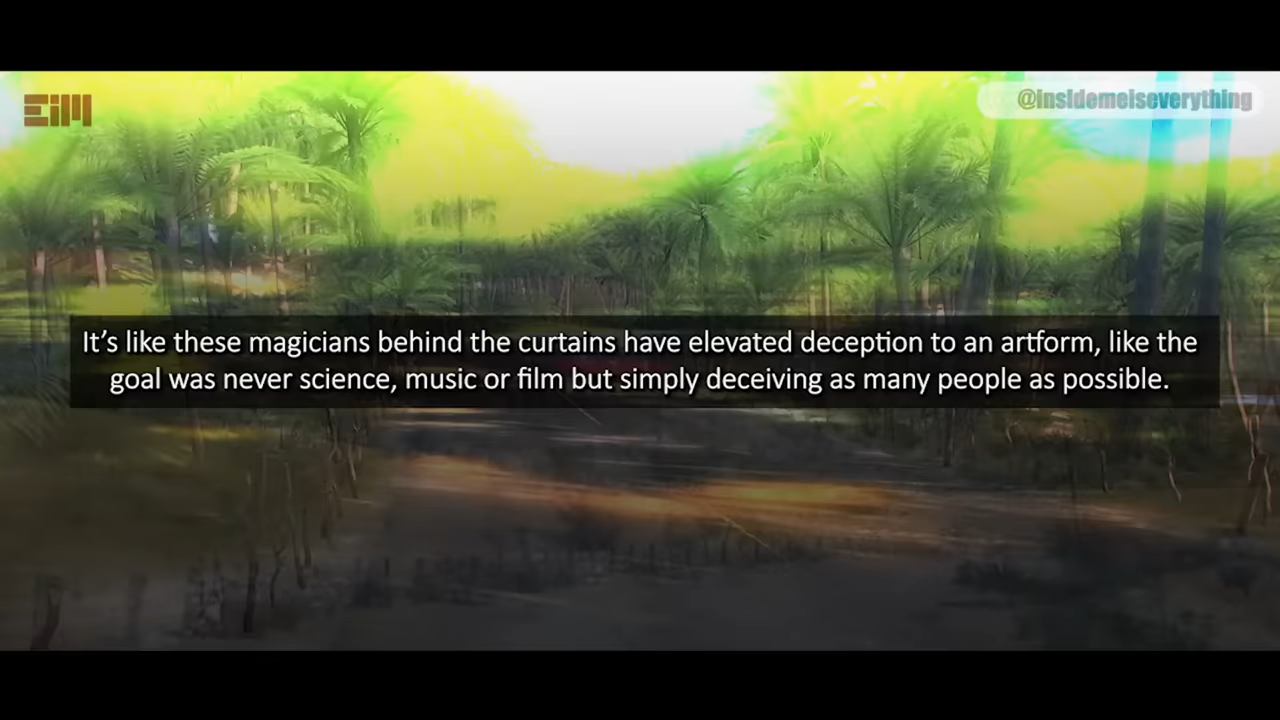 EiM
@insidemeiseverything
It’s like these magicians behind the curtains have elevated deception to an artform, like the
goal was never science, music or film but simply deceiving as many people as possible.